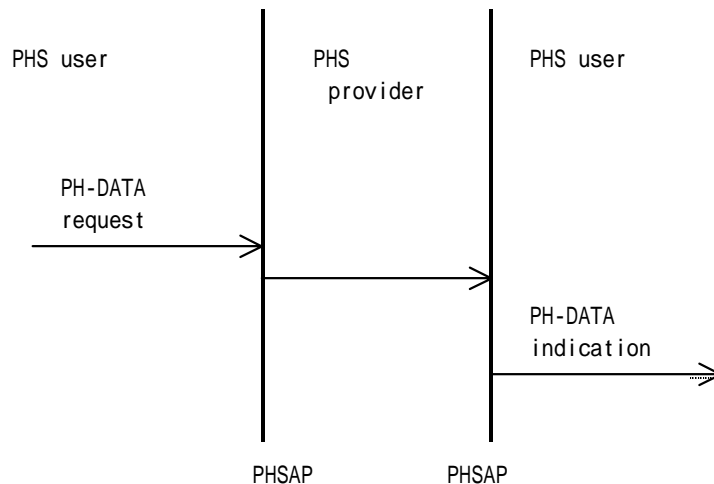 PHS user
PHS
provider
PHS user
PH-DATA
request
PH-DATA
indication
PHSAP
PHSAP